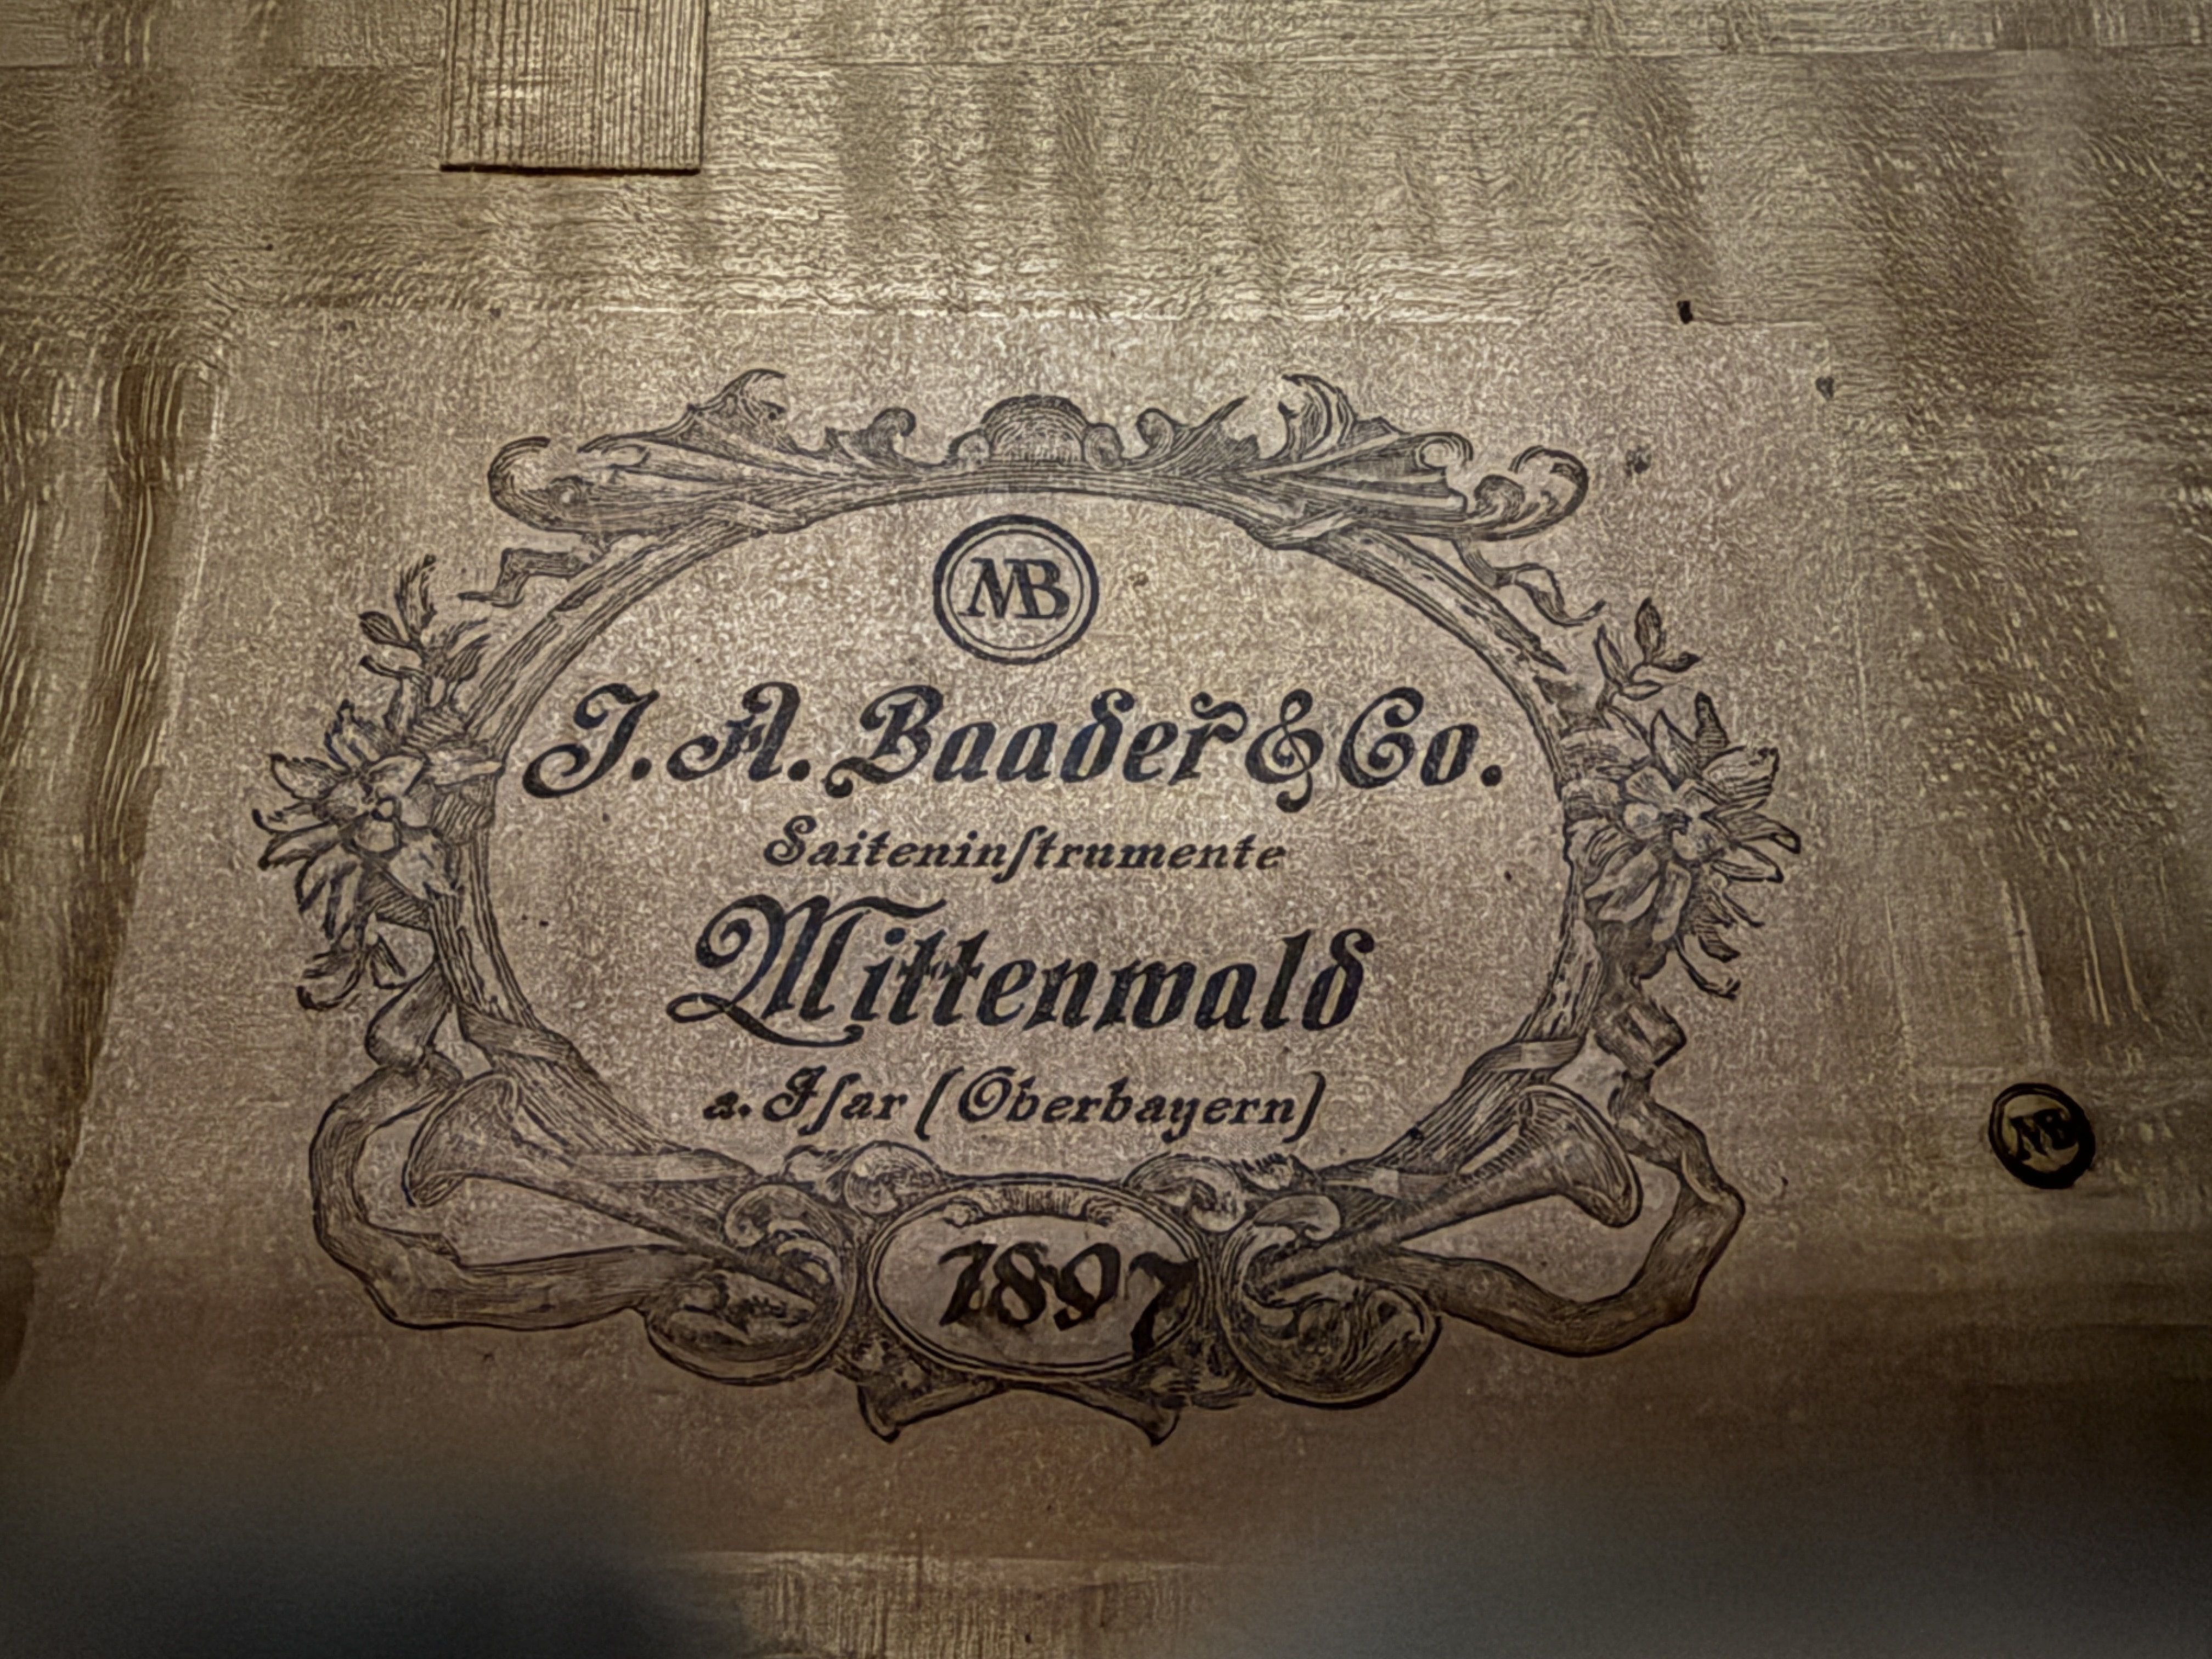 MB
J. A. Baader & Co.
Saiteninſtrumente
Mittenwald
a. Iſar (Oberbayern)
1897
MB